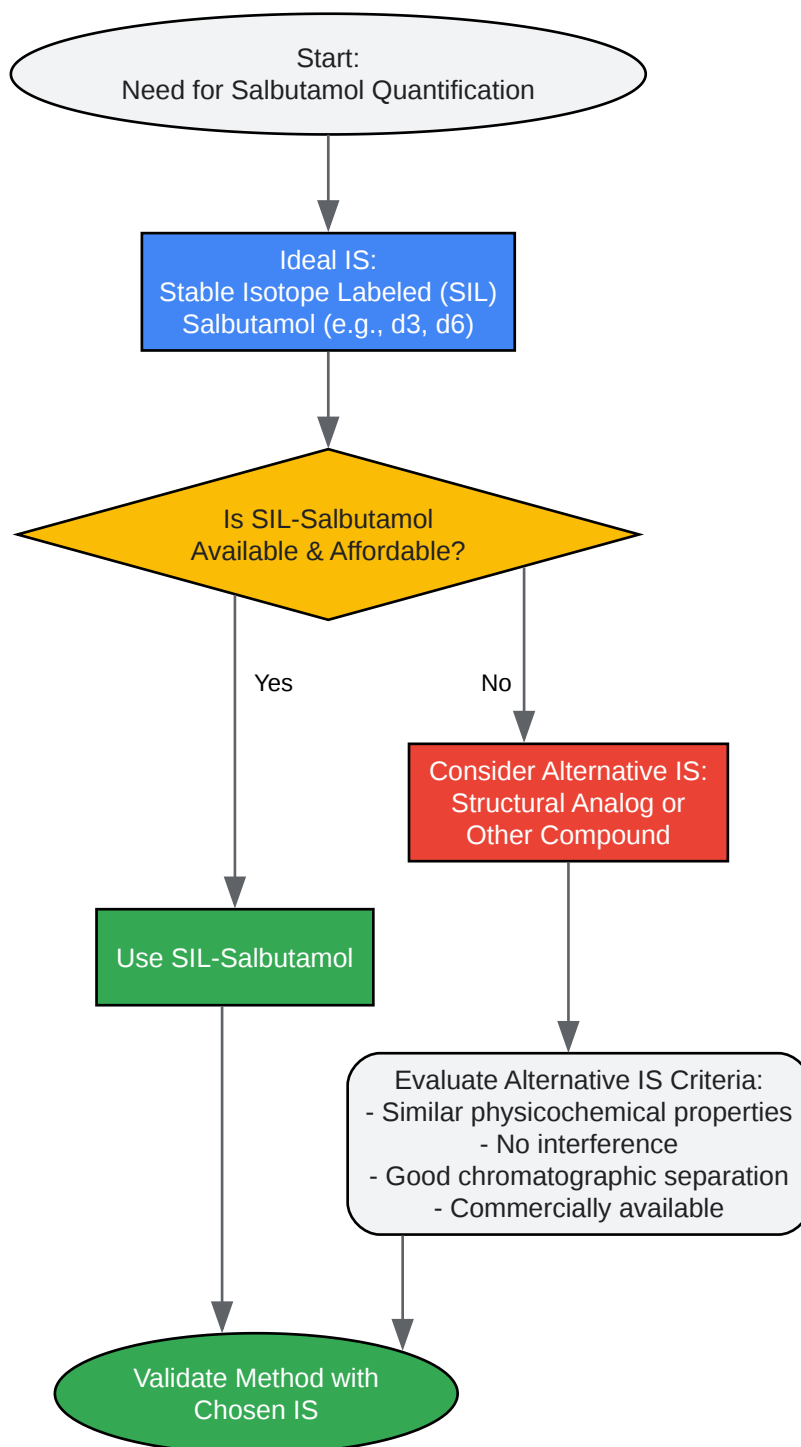 Start:
Need for Salbutamol Quantification
Ideal IS:
Stable Isotope Labeled (SIL)
Salbutamol (e.g., d3, d6)
Is SIL-Salbutamol
Available & Affordable?
Yes
No
Consider Alternative IS:
Structural Analog or
Other Compound
Use SIL-Salbutamol
Evaluate Alternative IS Criteria:
- Similar physicochemical properties
- No interference
- Good chromatographic separation
- Commercially available
Validate Method with
Chosen IS